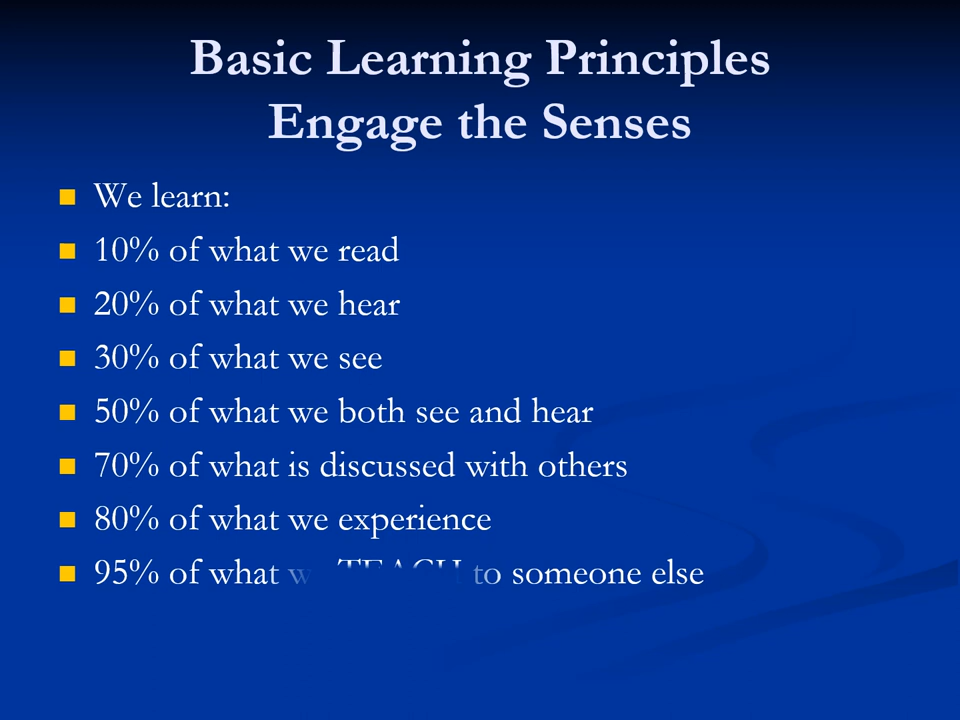 Basic Learning Principles
Engage the Senses
We learn:
10% of what we read
20% of what we hear
30% of what we see
50% of what we both see and hear
70% of what is discussed with others
80% of what we experience
95% of what TEACH to someone else